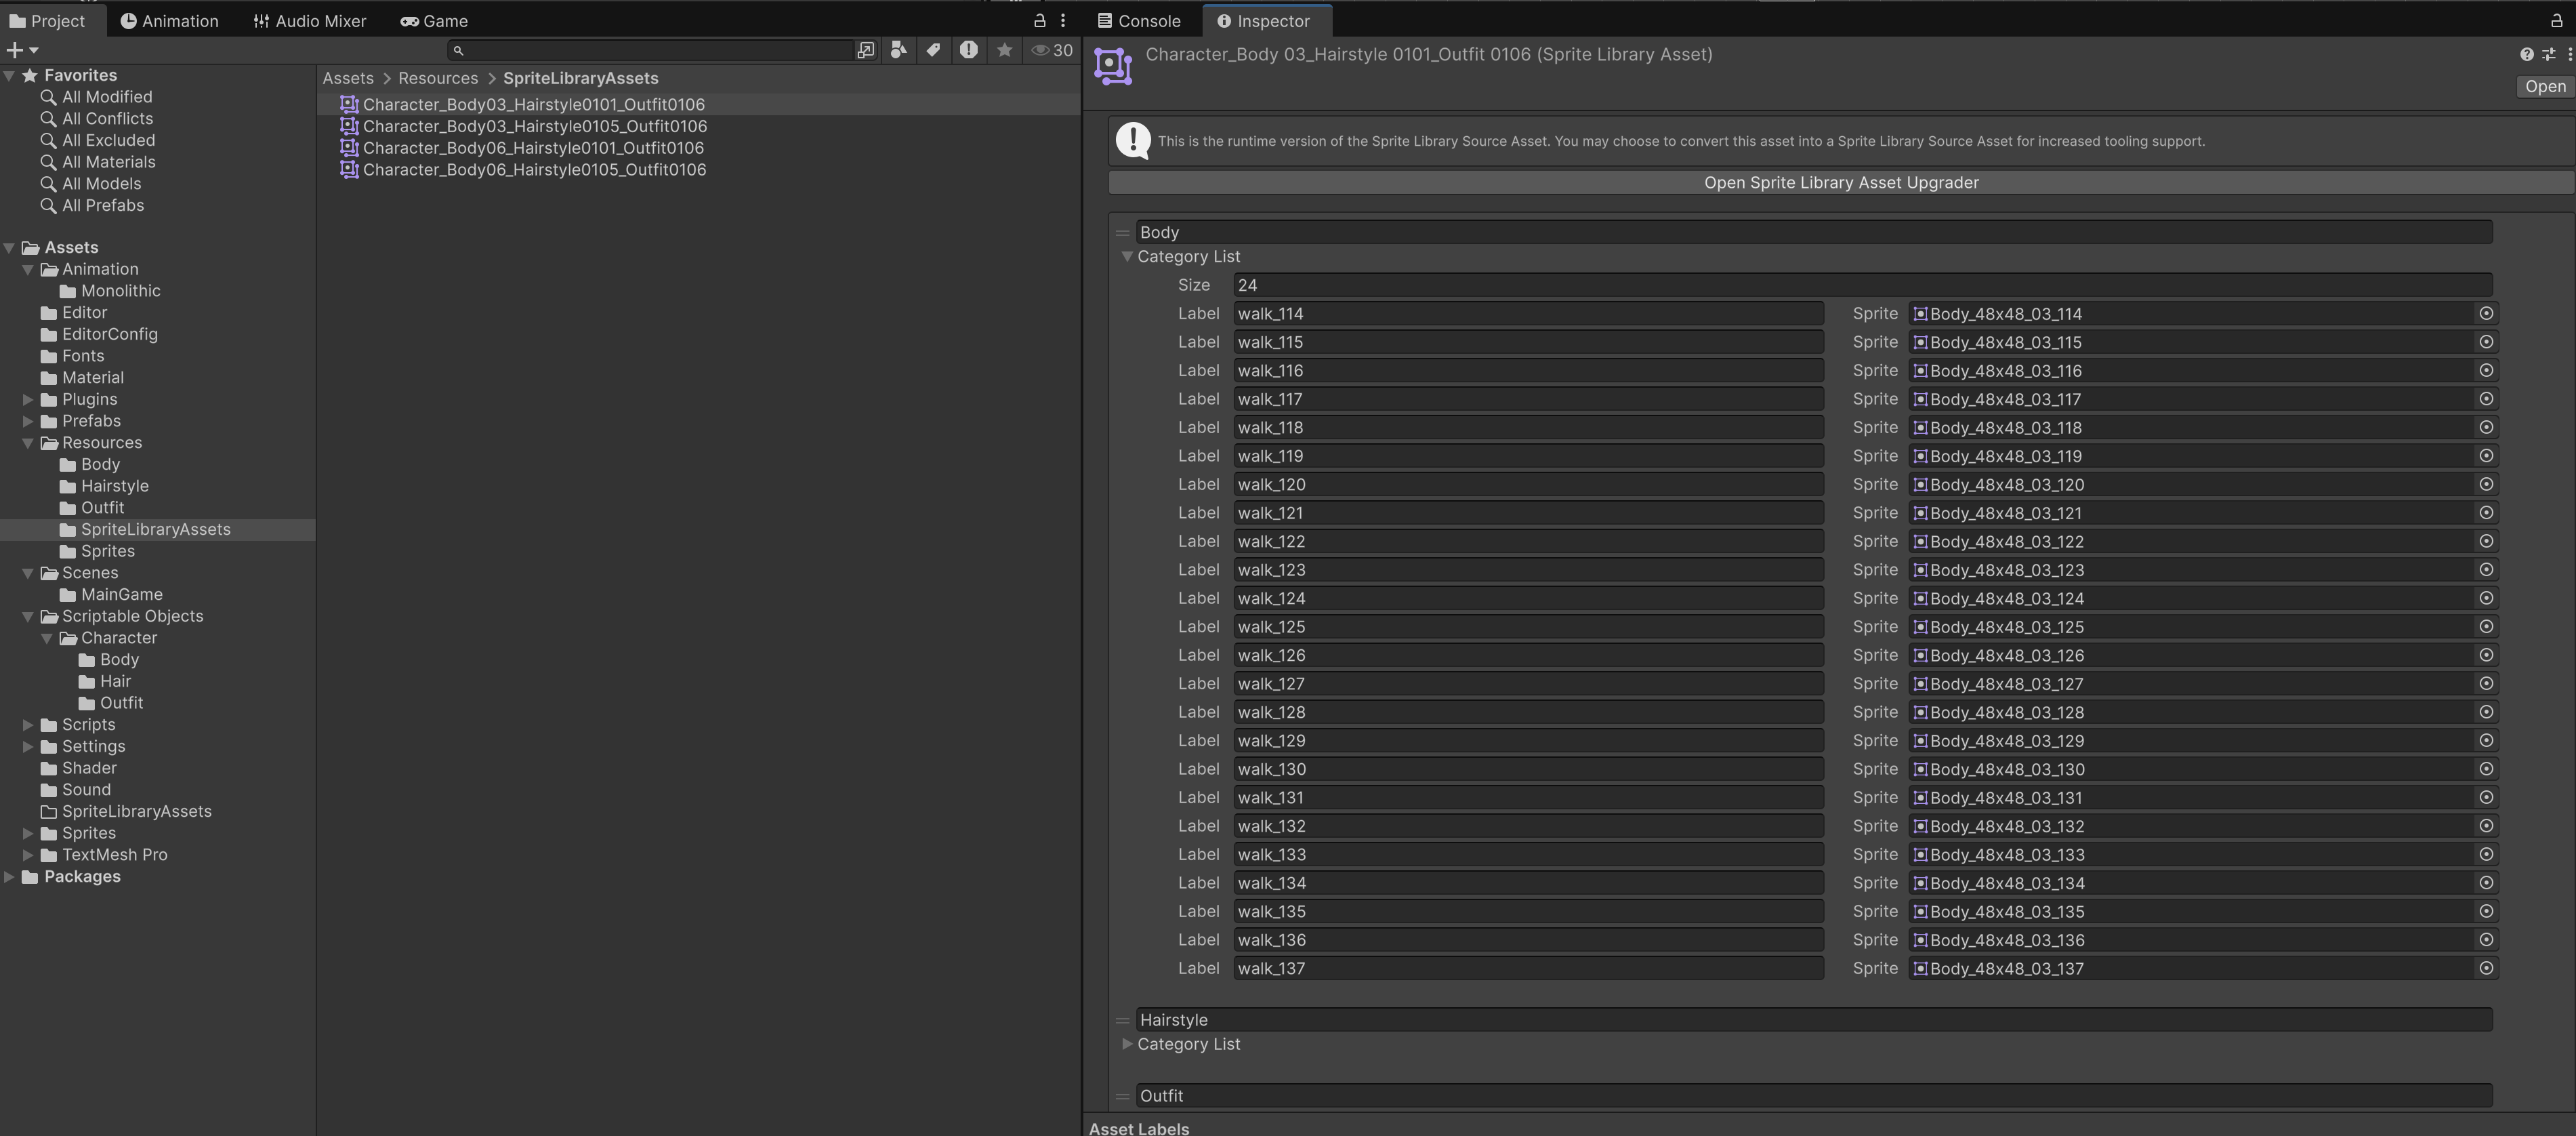 Project
Animation
Audio Mixer
Game
30
Favorites
All Modified
All Conflicts
All Excluded
All Materials
All Models
All Prefabs
Assets
Animation
Monolithic
Editor
EditorConfig
Fonts
Material
Plugins
Prefabs
Resources
Body
Hairstyle
Outfit
SpriteLibraryAssets
Sprites
Scenes
MainGame
Scriptable Objects
Character
Body
Hair
Outfit
Scripts
Settings
Shader
Sound
SpriteLibraryAssets
Sprites
TextMesh Pro
Packages
Assets > Resources > SpriteLibraryAssets
Character_Body03_Hairstyle0101_Outfit0106
Character_Body03_Hairstyle0105_Outfit0106
Character_Body06_Hairstyle0101_Outfit0106
Character_Body06_Hairstyle0105_Outfit0106
Console
Inspector
Character_Body 03_Hairstyle 0101_Outfit 0106 (Sprite Library Asset)
Open
This is the runtime version of the Sprite Library Source Asset. You may choose to convert this asset into a Sprite Library Source Asset for increased tooling support.
Open Sprite Library Asset Upgrader
Body
Category List
Size 24
Label walk_114 Sprite Body_48x48_03_114
Label walk_115 Sprite Body_48x48_03_115
Label walk_116 Sprite Body_48x48_03_116
Label walk_117 Sprite Body_48x48_03_117
Label walk_118 Sprite Body_48x48_03_118
Label walk_119 Sprite Body_48x48_03_119
Label walk_120 Sprite Body_48x48_03_120
Label walk_121 Sprite Body_48x48_03_121
Label walk_122 Sprite Body_48x48_03_122
Label walk_123 Sprite Body_48x48_03_123
Label walk_124 Sprite Body_48x48_03_124
Label walk_125 Sprite Body_48x48_03_125
Label walk_126 Sprite Body_48x48_03_126
Label walk_127 Sprite Body_48x48_03_127
Label walk_128 Sprite Body_48x48_03_128
Label walk_129 Sprite Body_48x48_03_129
Label walk_130 Sprite Body_48x48_03_130
Label walk_131 Sprite Body_48x48_03_131
Label walk_132 Sprite Body_48x48_03_132
Label walk_133 Sprite Body_48x48_03_133
Label walk_134 Sprite Body_48x48_03_134
Label walk_135 Sprite Body_48x48_03_135
Label walk_136 Sprite Body_48x48_03_136
Label walk_137 Sprite Body_48x48_03_137
Hairstyle
Category List
Outfit
Asset Labels